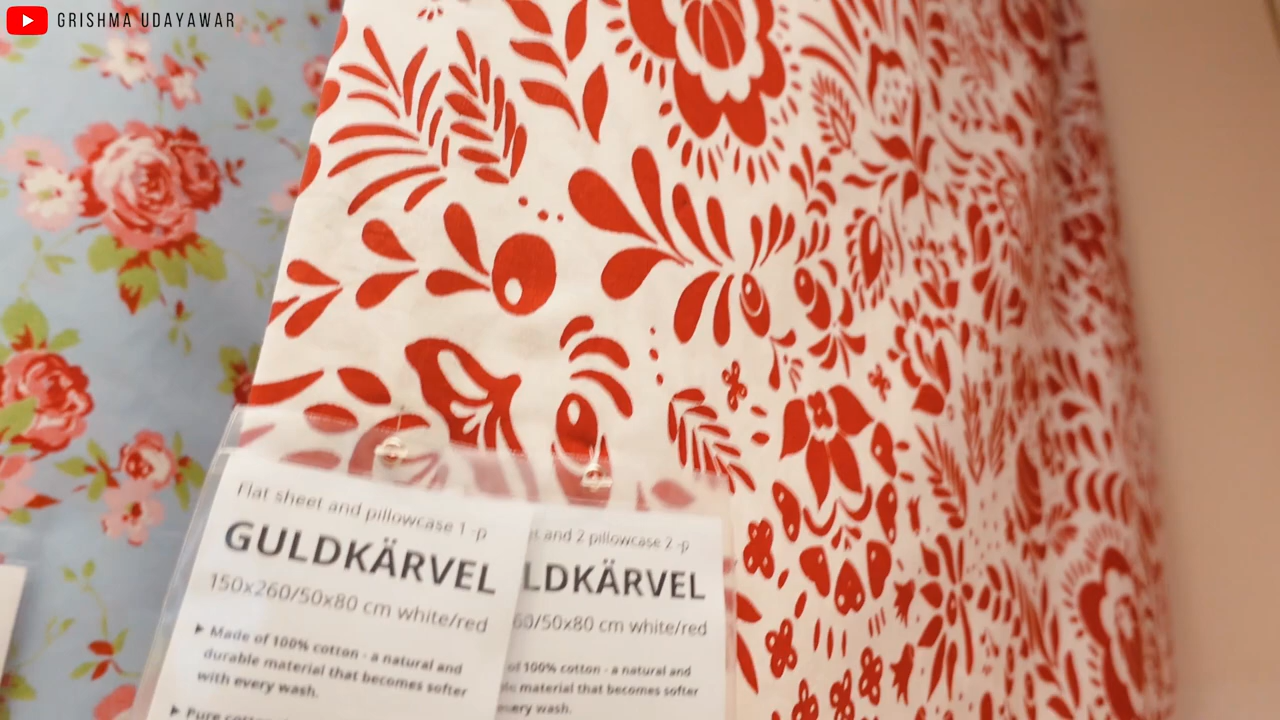 GRISHMA UDAYAWAR
Flat sheet and pillowcase 1 -p
GULDKÄRVEL
150x260/50x80 cm white/red
▶ Made of 100% cotton - a natural and
durable material that becomes softer
with every wash.
▶ Pure
and 2 pillowcase 2 -p
LDKÄRVEL
60/50x80 cm white/red
of 100% cotton - a natural and
material that becomes softer
wash.